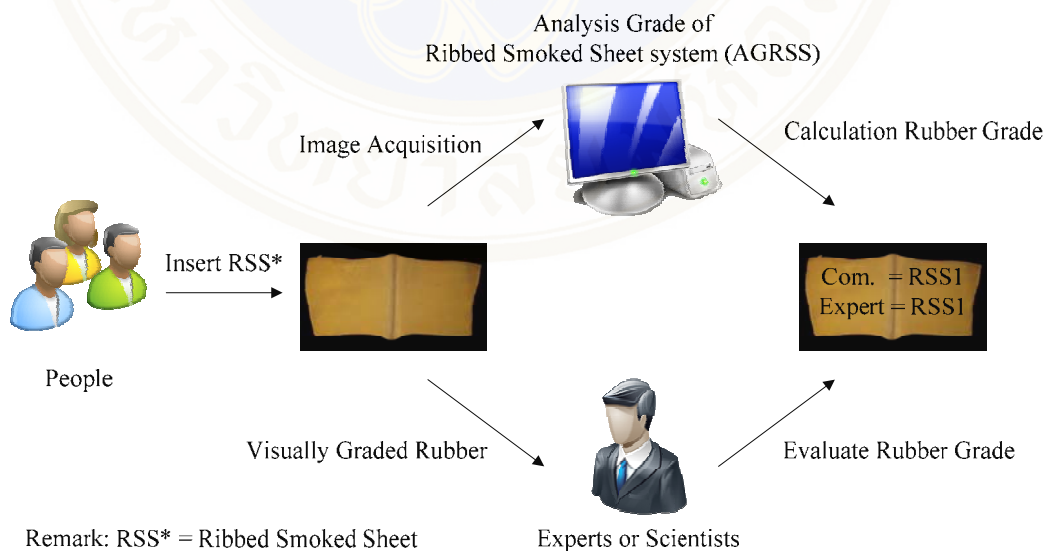 Analysis Grade of
Ribbed Smoked Sheet system (AGRSS)
Image Acquisition
Calculation Rubber Grade
Insert RSS*
Com. = RSS1
Expert = RSS1
People
Visually Graded Rubber
Evaluate Rubber Grade
Remark: RSS* = Ribbed Smoked Sheet
Experts or Scientists